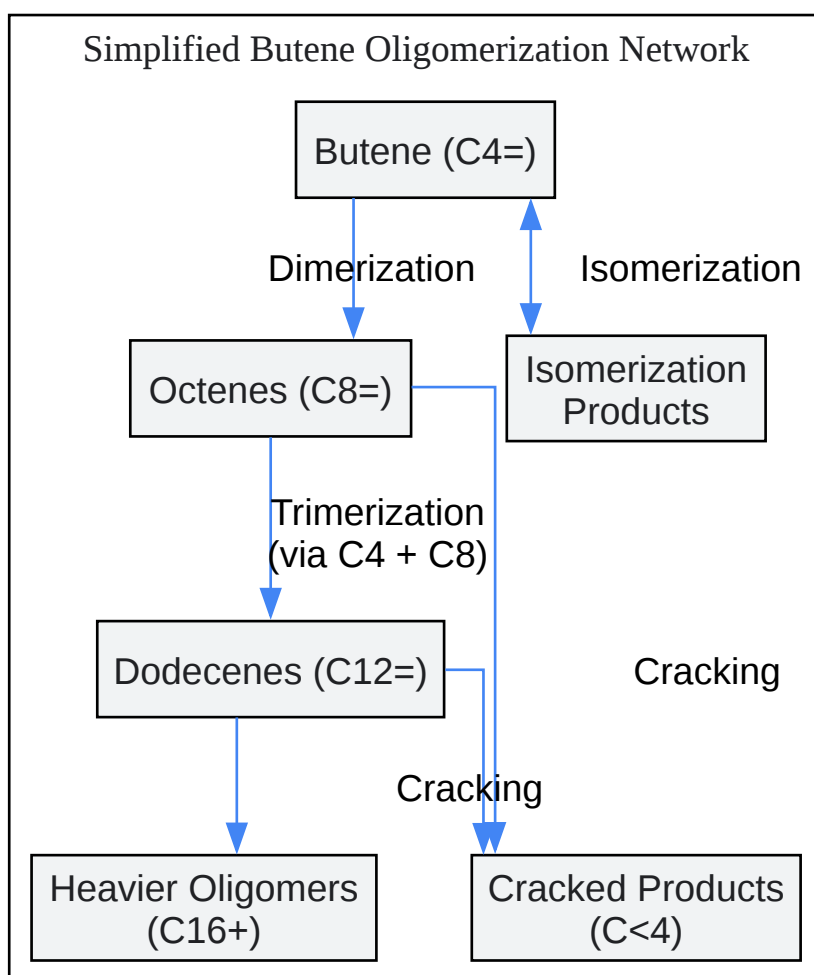 Simplified Butene Oligomerization Network
Butene (C4=)
Dimerization
Isomerization
Octenes (C8=)
Isomerization
Products
Trimerization
(via C4 + C8)
Dodecenes (C12=)
Cracking
Cracking
Heavier Oligomers
(C16+)
Cracked Products
(C<4)